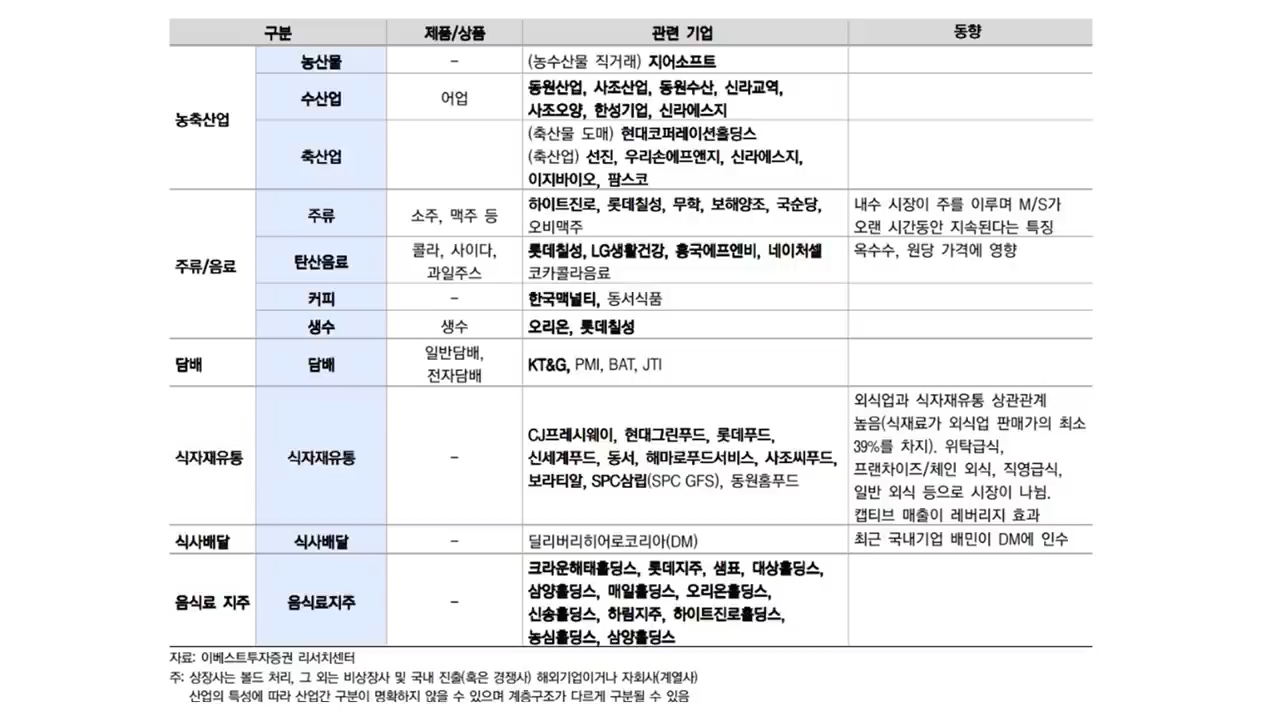 구분 제품/상품 관련 기업 동향
농축산업
농산물 – (농수산물 직거래) 지어소프트
수산업 어업 동원산업, 사조산업, 동원수산, 신라교역,
사조오양, 한성기업, 신라에스지
축산업
(축산물 도매) 현대코퍼레이션홀딩스
(축산업) 선진, 우리손에프앤지, 신라에스지,
이지바이오, 팜스코
주류/음료
주류 소주, 맥주 등
하이트진로, 롯데칠성, 무학, 보해양조, 국순당,
오비맥주
내수 시장이 주를 이루며 M/S가
오랜 시간동안 지속된다는 특징
탄산음료
콜라, 사이다,
과일주스
롯데칠성, LG생활건강, 흥국에프엔비, 네이처셀
코카콜라음료
옥수수, 원당 가격에 영향
커피 – 한국맥널티, 동서식품
생수 생수 오리온, 롯데칠성
담배 담배
일반담배,
전자담배
KT&G, PMI, BAT, JTI
식자재유통 식자재유통 –
CJ프레시웨이, 현대그린푸드, 롯데푸드,
신세계푸드, 동서, 해마로푸드서비스, 사조씨푸드,
보라티알, SPC삼립(SPC GFS), 동원홈푸드
외식업과 식자재유통 상관관계
높음(식재료가 외식업 판매가의 최소
39%를 차지). 위탁급식,
프랜차이즈/체인 외식, 직영급식,
일반 외식 등으로 시장이 나뉨.
캡티브 매출이 레버리지 효과
식사배달 식사배달 – 딜리버리히어로코리아(DM) 최근 국내기업 배민이 DM에 인수
음식료 지주 음식료지주 –
크라운해태홀딩스, 롯데지주, 샘표, 대상홀딩스,
삼양홀딩스, 매일홀딩스, 오리온홀딩스,
신송홀딩스, 하림지주, 하이트진로홀딩스,
농심홀딩스, 삼양홀딩스
자료: 이베스트투자증권 리서치센터
주: 상장사는 볼드 처리, 그 외는 비상장사 및 국내 진출(혹은 경쟁사) 해외기업이거나 자회사(계열사)
산업의 특성에 따라 산업간 구분이 명확하지 않을 수 있으며 계층구조가 다르게 구분될 수 있음